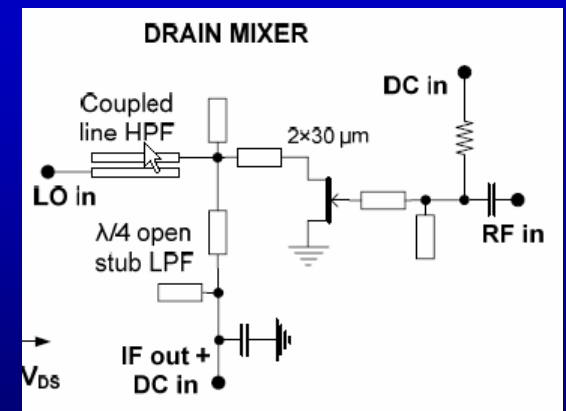 DRAIN MIXER
DC in
Coupled
line HPF
2×30 µm
LO in
RF in
λ/4 open
stub LPF
IF out +
DC in
VDS